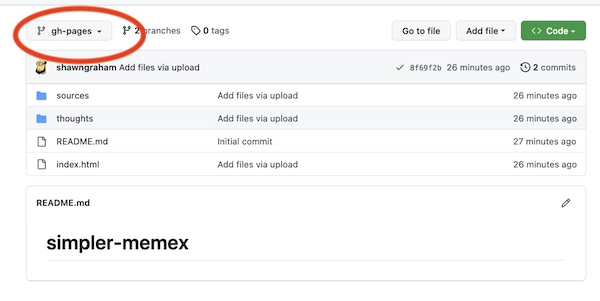 gh-pages 2 branches 0 tags Go to file Add file Code
shawngraham Add files via upload 8f69f2b 26 minutes ago 2 commits
sources Add files via upload 26 minutes ago
thoughts Add files via upload 26 minutes ago
README.md Initial commit 27 minutes ago
index.html Add files via upload 26 minutes ago
README.md
simpler-memex